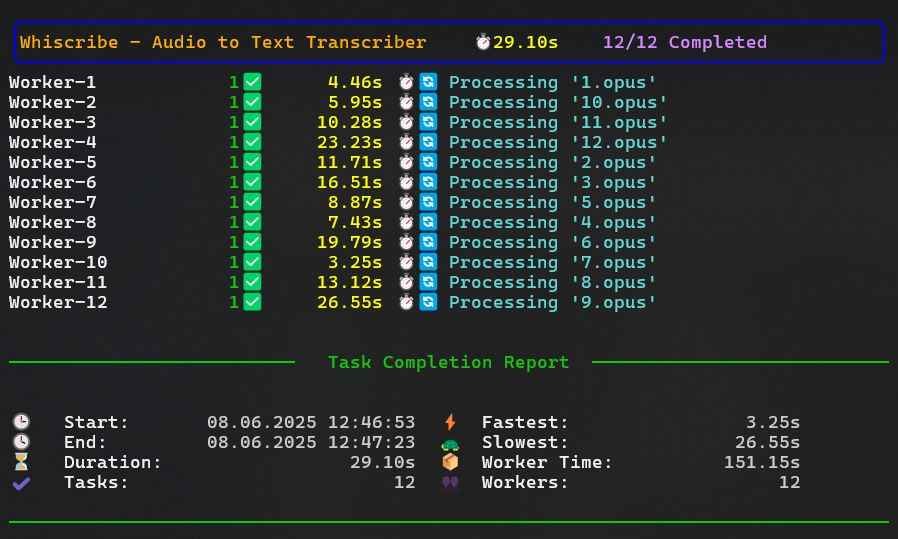 Whiscribe - Audio to Text Transcriber ⏱29.10s 12/12 Completed
Worker-1 1✅ 4.46s ⏱🔄 Processing '1.opus'
Worker-2 1✅ 5.95s ⏱🔄 Processing '10.opus'
Worker-3 1✅ 10.28s ⏱🔄 Processing '11.opus'
Worker-4 1✅ 23.23s ⏱🔄 Processing '12.opus'
Worker-5 1✅ 11.71s ⏱🔄 Processing '2.opus'
Worker-6 1✅ 16.51s ⏱🔄 Processing '3.opus'
Worker-7 1✅ 8.87s ⏱🔄 Processing '5.opus'
Worker-8 1✅ 7.43s ⏱🔄 Processing '4.opus'
Worker-9 1✅ 19.79s ⏱🔄 Processing '6.opus'
Worker-10 1✅ 3.25s ⏱🔄 Processing '7.opus'
Worker-11 1✅ 13.12s ⏱🔄 Processing '8.opus'
Worker-12 1✅ 26.55s ⏱🔄 Processing '9.opus'
Task Completion Report
Start: 08.06.2025 12:46:53 Fastest: 3.25s
End: 08.06.2025 12:47:23 Slowest: 26.55s
Duration: 29.10s Worker Time: 151.15s
Tasks: 12 Workers: 12